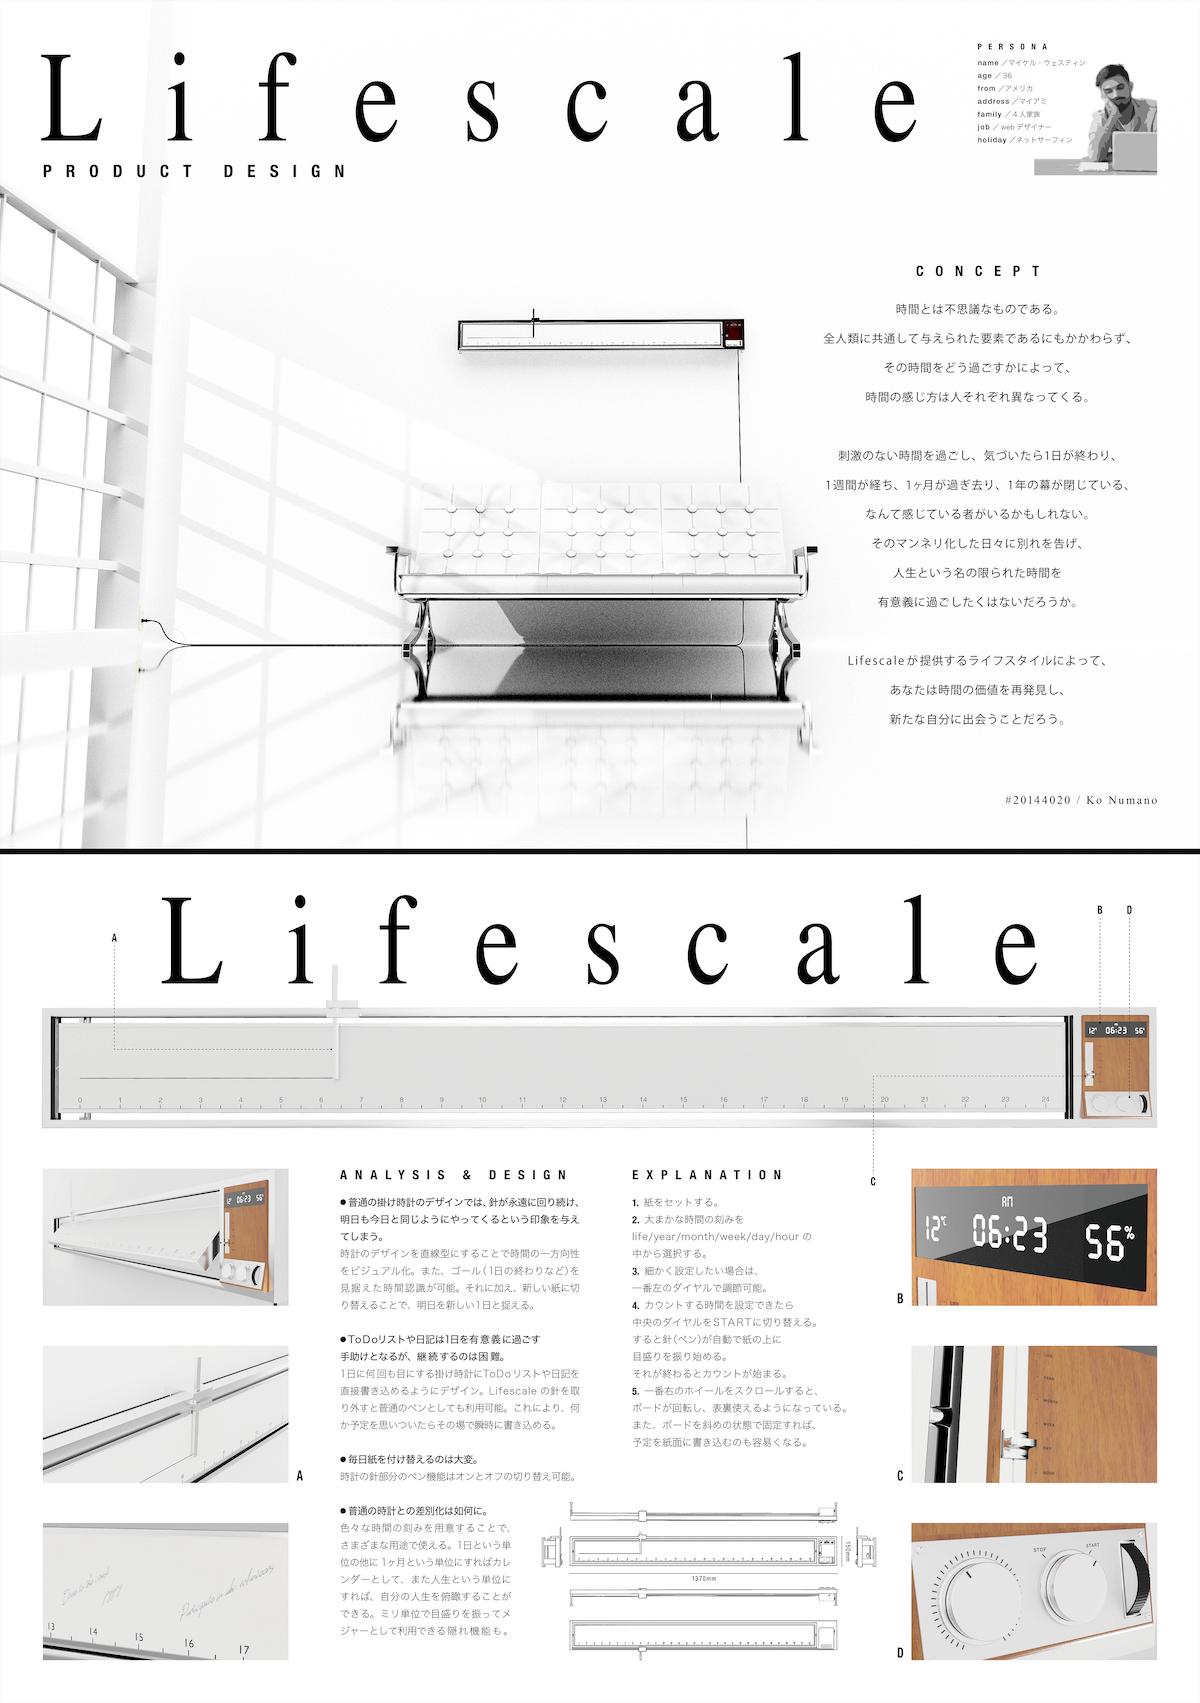 Lifescale
PRODUCT DESIGN
PERSONA
name／マイケル・ウェスティン
age ／36
from ／アメリカ
address ／マイアミ
family ／４人家族
job ／ web デザイナー
holiday ／ネットサーフィン
CONCEPT
時間とは不思議なものである。
全人類に共通して与えられた要素であるにもかかわらず、
その時間をどう過ごすかによって、
時間の感じ方は人それぞれ異なってくる。
刺激のない時間を過ごし、気づいたら1日が終わり、
1週間が経ち、1ヶ月が過ぎ去り、1年の幕が閉じている、
なんて感じている者がいるかもしれない。
そのマンネリ化した日々に別れを告げ、
人生という名の限られた時間を
有意義に過ごしたくはないだろうか。
Lifescaleが提供するライフスタイルによって、
あなたは時間の価値を再発見し、
新たな自分に出会うことだろう。
#20144020 / Ko Numano
Lifescale
A
B D
12℃ 06:23 56%
0 1 2 3 4 5 6 7 8 9 10 11 12 13 14 15 16 17 18 19 20 21 22 23 24
C
ANALYSIS & DESIGN
●普通の掛け時計のデザインでは、針が永遠に回り続け、
明日も今日と同じようにやってくるという印象を与え
てしまう。
時計のデザインを直線型にすることで時間の一方向性
をビジュアル化。また、ゴール（1日の終わりなど）を
見据えた時間認識が可能。それに加え、新しい紙に切
り替えることで、明日を新しい1日と捉える。
●ToDoリストや日記は1日を有意義に過ごす
手助けとなるが、継続するのは困難。
1日に何回も目にする掛け時計にToDoリストや日記を
直接書き込めるようにデザイン。Lifescale の針を取
り外すと普通のペンとしても利用可能。これにより、何
か予定を思いついたらその場で瞬時に書き込める。
●毎日紙を付け替えるのは大変。
時計の針部分のペン機能はオンとオフの切り替え可能。
●普通の時計との差別化は如何に。
色々な時間の刻みを用意することで、
さまざまな用途で使える。1日という単
位の他に 1ヶ月という単位にすればカレ
ンダーとして、また人生という単位に
すれば、自分の人生を俯瞰することが
できる。ミリ単位で目盛りを振ってメ
ジャーとして利用できる隠れ機能も。
EXPLANATION
1. 紙をセットする。
2. 大まかな時間の刻みを
life/year/month/week/day/hour の
中から選択する。
3. 細かく設定したい場合は、
一番左のダイヤルで調節可能。
4. カウントする時間を設定できたら
中央のダイヤルをSTARTに切り替える。
すると針（ペン）が自動で紙の上に
目盛りを振り始める。
それが終わるとカウントが始まる。
5. 一番右のホイールをスクロールすると、
ボードが回転し、表裏使えるようになっている。
また、ボードを斜めの状態で固定すれば、
予定を紙面に書き込むのも容易くなる。
150mm
1370mm
12℃ 06:23 56%
A
13 14 15 16 17
AM
12℃ 06:23 56%
B
YEAR
MONTH
WEEK
DAY
HOUR
C
STOP START
D